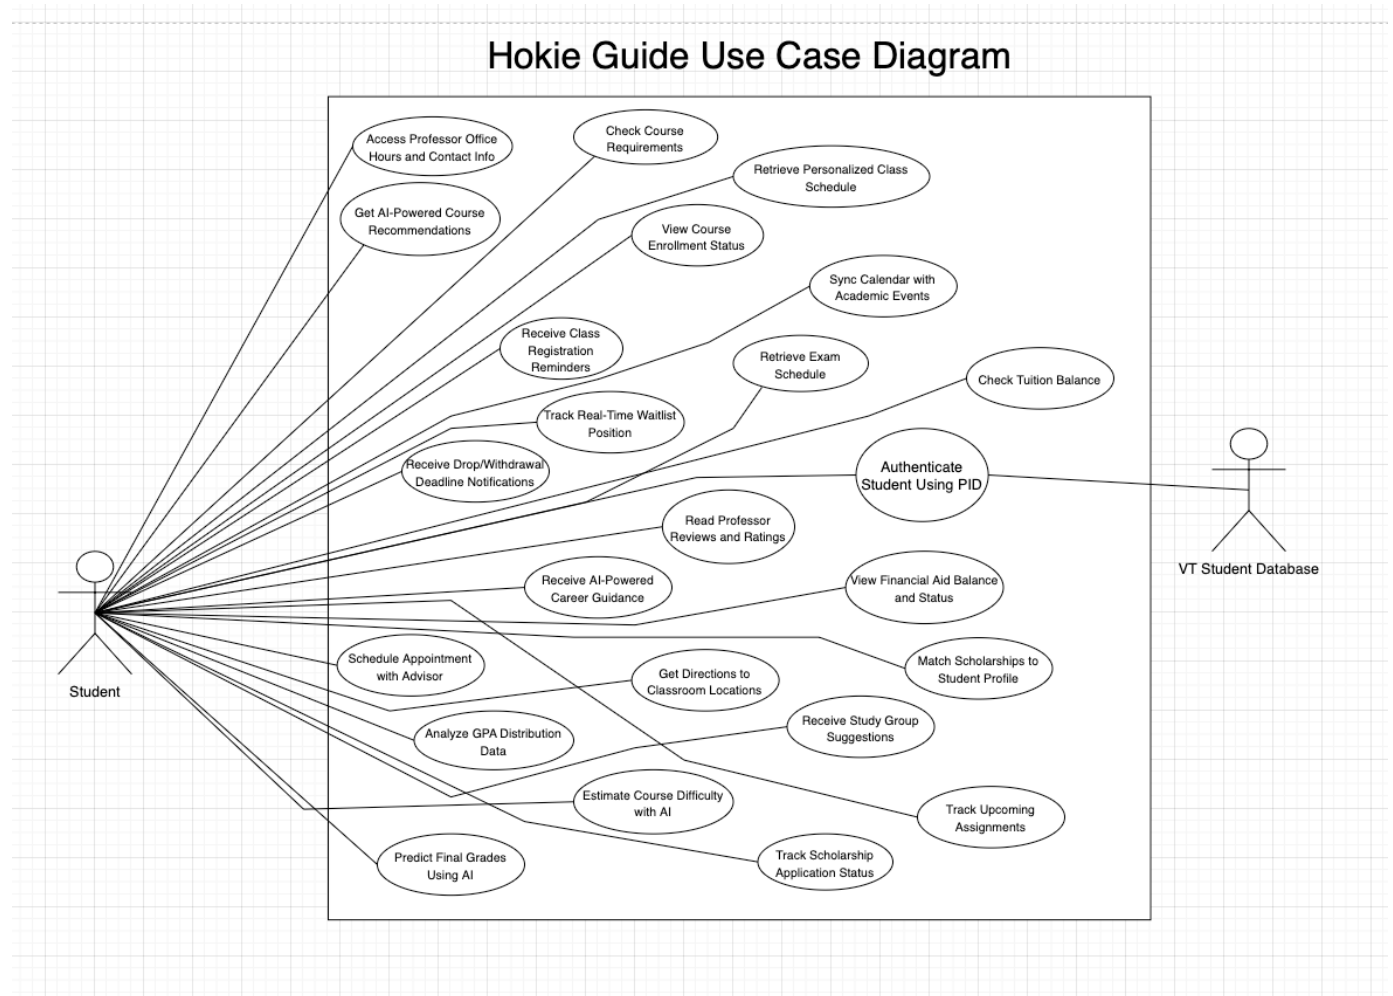 Hokie Guide Use Case Diagram
Access Professor Office
Hours and Contact Info
Check Course
Requirements
Retrieve Personalized Class
Schedule
Get AI-Powered Course
Recommendations
View Course
Enrollment Status
Sync Calendar with
Academic Events
Receive Class
Registration
Reminders
Retrieve Exam
Schedule
Check Tuition Balance
Track Real-Time Waitlist
Position
Receive Drop/Withdrawal
Deadline Notifications
Authenticate
Student Using PID
Read Professor
Reviews and Ratings
VT Student Database
Receive AI-Powered
Career Guidance
View Financial Aid Balance
and Status
Schedule Appointment
with Advisor
Get Directions to
Classroom Locations
Match Scholarships to
Student Profile
Student
Receive Study Group
Suggestions
Analyze GPA Distribution
Data
Estimate Course Difficulty
with AI
Track Upcoming
Assignments
Predict Final Grades
Using AI
Track Scholarship
Application Status